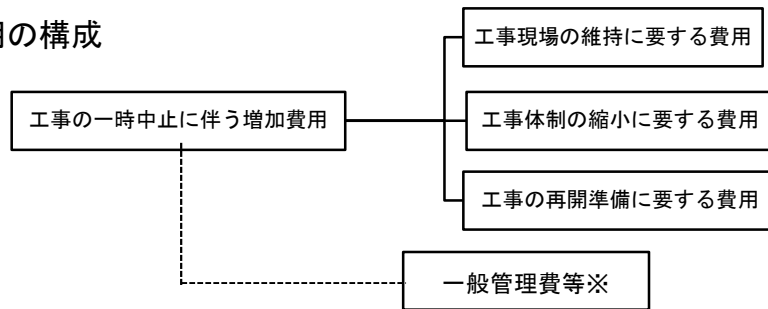 の構成
工事現場の維持に要する費用
工事の一時中止に伴う増加費用
工事体制の縮小に要する費用
工事の再開準備に要する費用
一般管理費等※